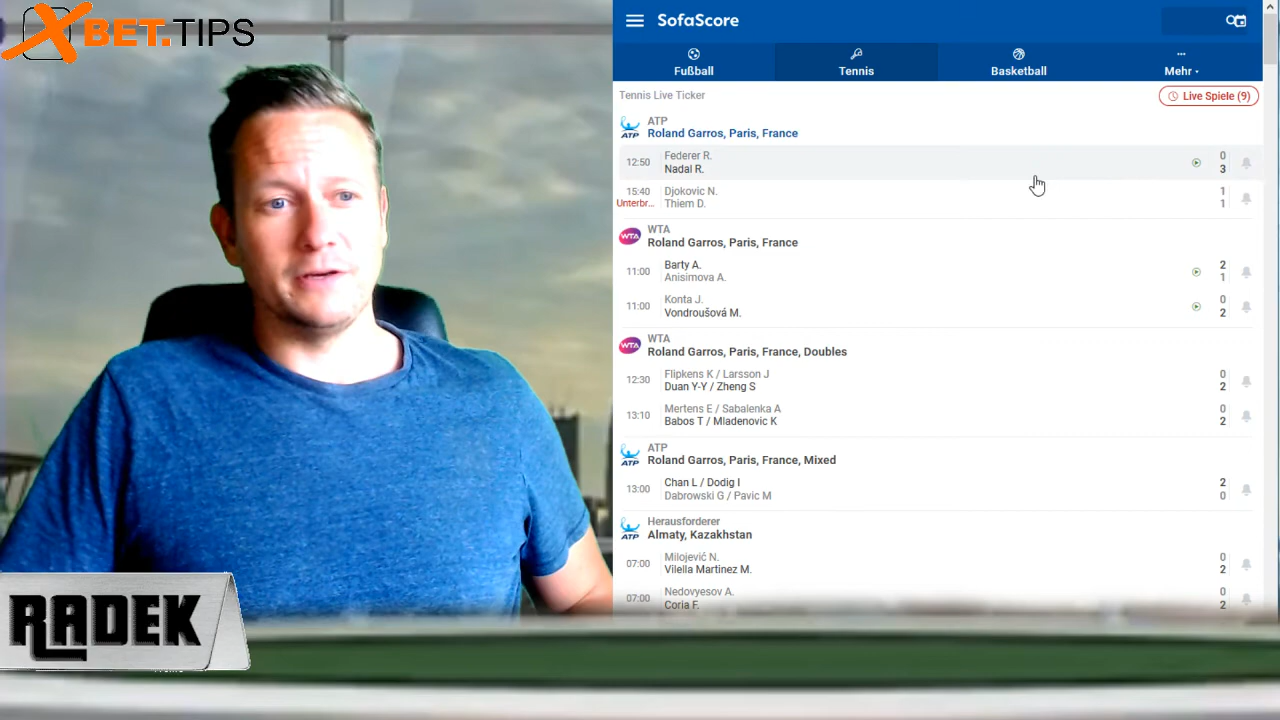 XBET.TIPS
RADEK
SofaScore
Fußball
Tennis
Basketball
Mehr
Tennis Live Ticker
Live Spiele (9)
ATP
ATP
Roland Garros, Paris, France
12:50
Federer R.
0
Nadal R.
3
15:40
Djokovic N.
1
Unterbr...
Thiem D.
1
WTA
WTA
Roland Garros, Paris, France
11:00
Barty A.
2
Anisimova A.
1
11:00
Konta J.
0
Vondroušová M.
2
WTA
WTA
Roland Garros, Paris, France, Doubles
12:30
Flipkens K / Larsson J
0
Duan Y-Y / Zheng S
2
13:10
Mertens E / Sabalenka A
0
Babos T / Mladenovic K
2
ATP
ATP
Roland Garros, Paris, France, Mixed
13:00
Chan L / Dodig I
2
Dabrowski G / Pavic M
0
ATP
Herausforderer
Almaty, Kazakhstan
07:00
Milojević N.
0
Vilella Martinez M.
2
07:00
Nedovyesov A.
0
Coria F.
2